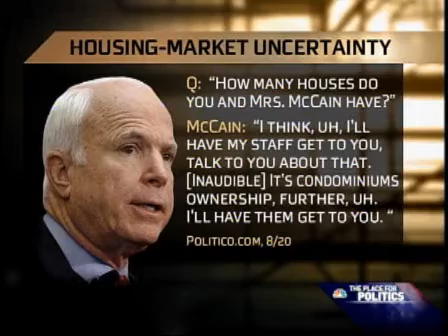 HOUSING-MARKET UNCERTAINTY
Q: "HOW MANY HOUSES DO
YOU AND MRS. MCCAIN HAVE?"
MCCAIN: "I THINK, UH, I'LL
HAVE MY STAFF GET TO YOU,
TALK TO YOU ABOUT THAT.
[INAUDIBLE] IT'S CONDOMINIUMS
OWNERSHIP, FURTHER, UH.
I'LL HAVE THEM GET TO YOU. "
POLITICO.COM, 8/20
THE PLACE FOR
POLITICS